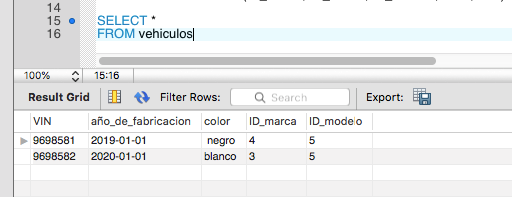 14
15 SELECT *
16 FROM vehiculos
100% 15:16
Result Grid Filter Rows: Search Export:
VIN año_de_fabricacion color ID_marca ID_modelo
9698581 2019-01-01 negro 4 5
9698582 2020-01-01 blanco 3 5